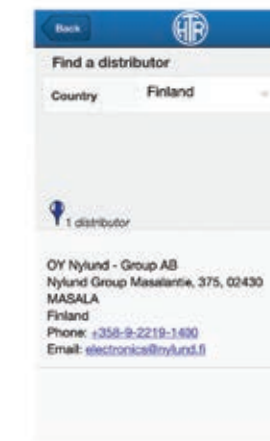 Back
HTR
Find a distributor
Country Finland
1 distributor
OY Nylund - Group AB
Nylund Group Masalantie, 375, 02430
MASALA
Finland
Phone: +358-9-2219-1400
Email: electronics@nylund.fi